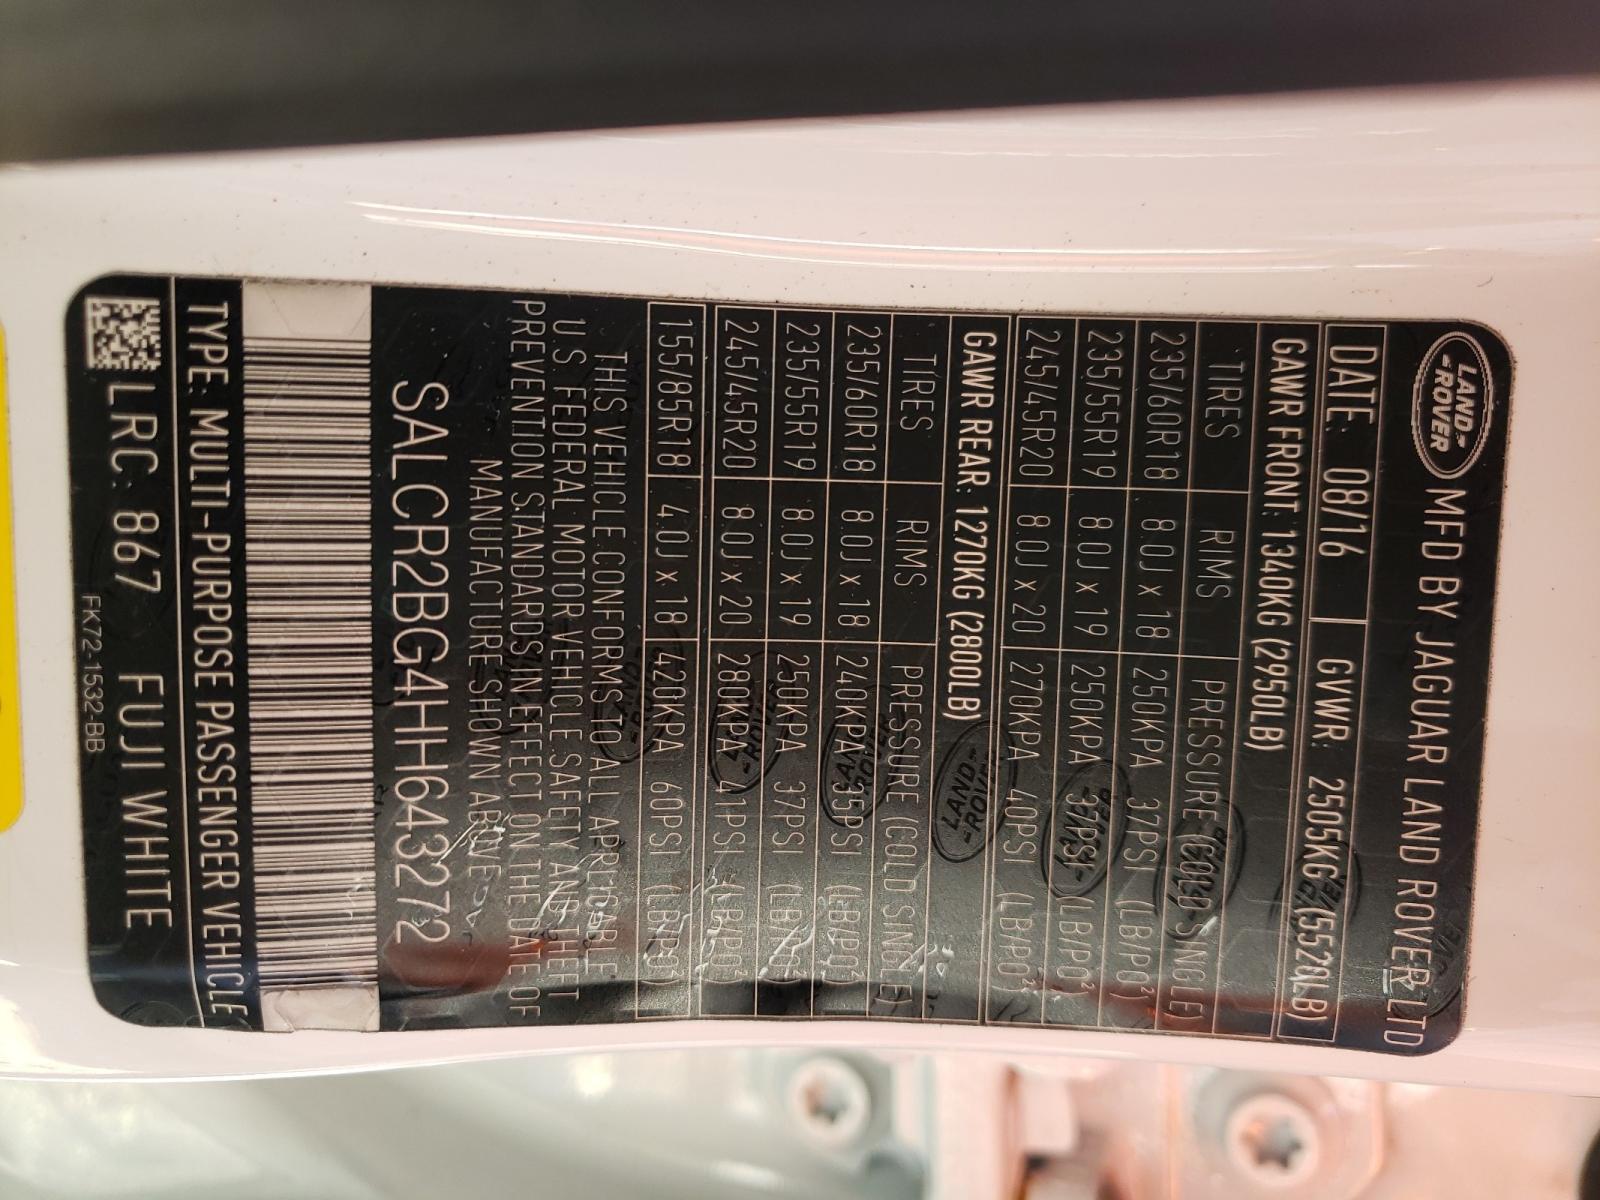 LAND ROVER MFD BY JAGUAR LAND ROVER LTD
DATE: 08/16 GVWR: 2505KG (5520LB)
GAWR FRONT: 1340KG (2950LB)
TIRES RIMS PRESSURE (COLD SINGLE)
235/60R18 8.0J x 18 250KPA 37PSI (LB/PO²)
235/55R19 8.0J x 19 250KPA 37PSI (LB/PO²)
245/45R20 8.0J x 20 270KPA 40PSI (LB/PO²)
GAWR REAR: 1270KG (2800LB)
TIRES RIMS PRESSURE (COLD SINGLE)
235/60R18 8.0J x 18 240KPA 35PSI (LB/PO²)
235/55R19 8.0J x 19 250KPA 37PSI (LB/PO²)
245/45R20 8.0J x 20 280KPA 41PSI (LB/PO²)
155/85R18 4.0J x 18 420KPA 60PSI (LB/PO²)
THIS VEHICLE CONFORMS TO ALL APPLICABLE
U.S. FEDERAL MOTOR VEHICLE SAFETY AND THEFT
PREVENTION STANDARDS IN EFFECT ON THE DATE OF
MANUFACTURE SHOWN ABOVE
SALCR2BG4HH643272
TYPE: MULTI-PURPOSE PASSENGER VEHICLE
LRC: 867 FUJI WHITE
FK72-1532-BB